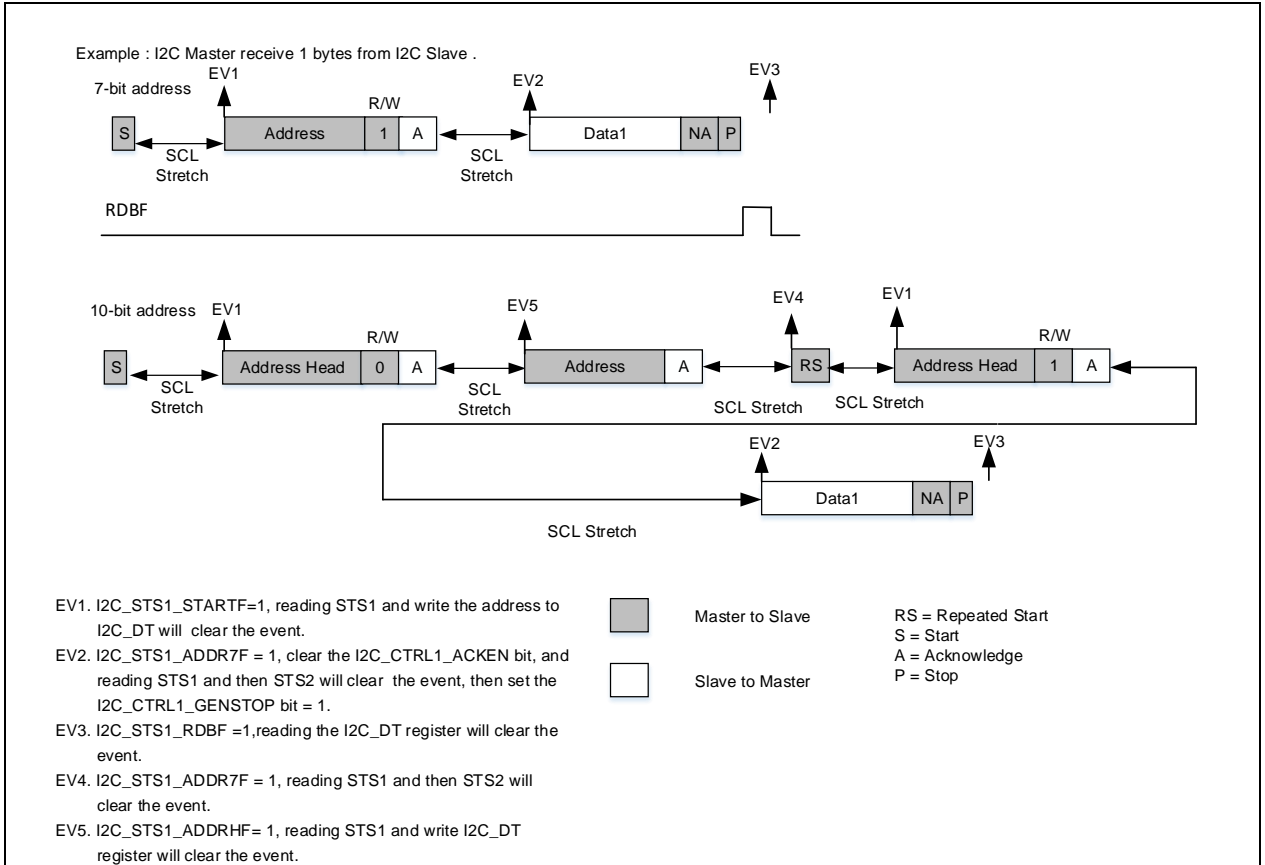 Example : I2C Master receive 1 bytes from I2C Slave .
7-bit address
EV1
EV2
EV3
R/W
S
Address
1
A
Data1
NA
P
SCL
Stretch
SCL
Stretch
RDBF
10-bit address
EV1
EV5
EV4
EV1
R/W
R/W
S
Address Head
0
A
Address
A
RS
Address Head
1
A
SCL
Stretch
SCL
Stretch
SCL Stretch
SCL Stretch
EV2
EV3
Data1
NA
P
SCL Stretch
EV1. I2C_STS1_STARTF=1, reading STS1 and write the address to
I2C_DT will clear the event.
EV2. I2C_STS1_ADDR7F = 1, clear the I2C_CTRL1_ACKEN bit, and
reading STS1 and then STS2 will clear the event, then set the
I2C_CTRL1_GENSTOP bit = 1.
EV3. I2C_STS1_RDBF =1,reading the I2C_DT register will clear the
event.
EV4. I2C_STS1_ADDR7F = 1, reading STS1 and then STS2 will
clear the event.
EV5. I2C_STS1_ADDRHF= 1, reading STS1 and write I2C_DT
register will clear the event.
Master to Slave
Slave to Master
RS = Repeated Start
S = Start
A = Acknowledge
P = Stop